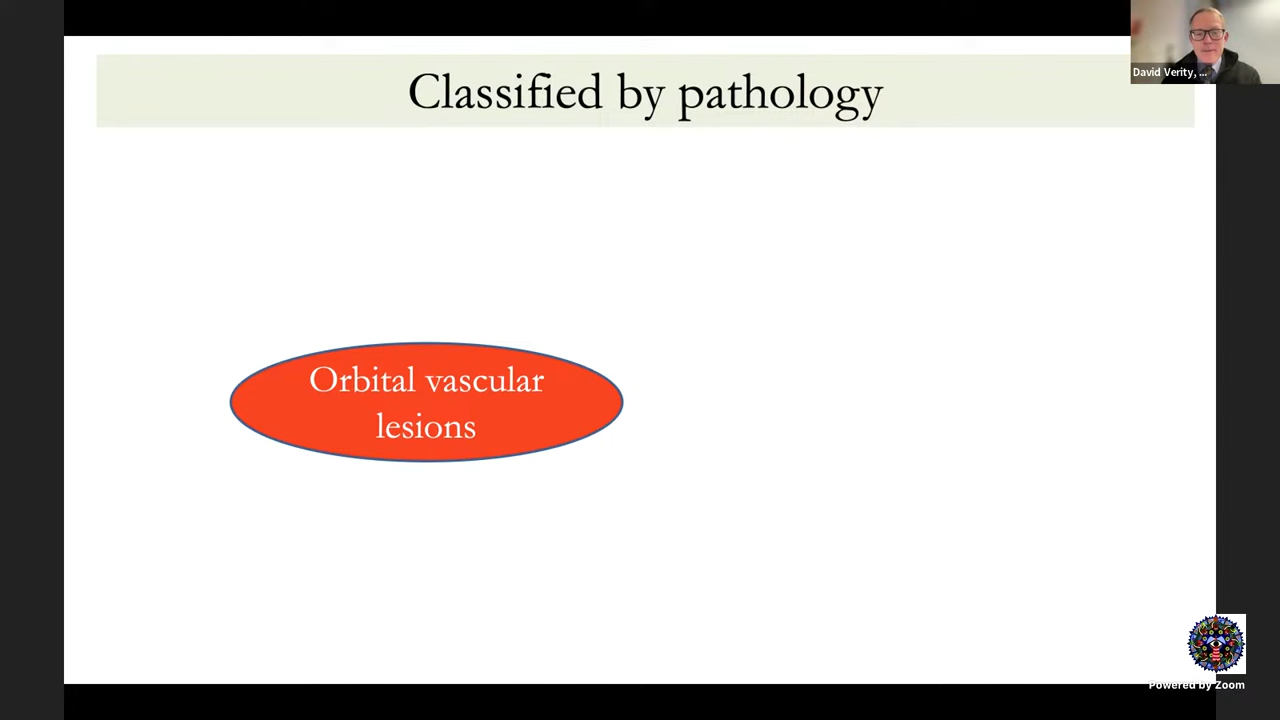 Classified by pathology
David Verity, ...
Orbital vascular
lesions
Powered by Zoom